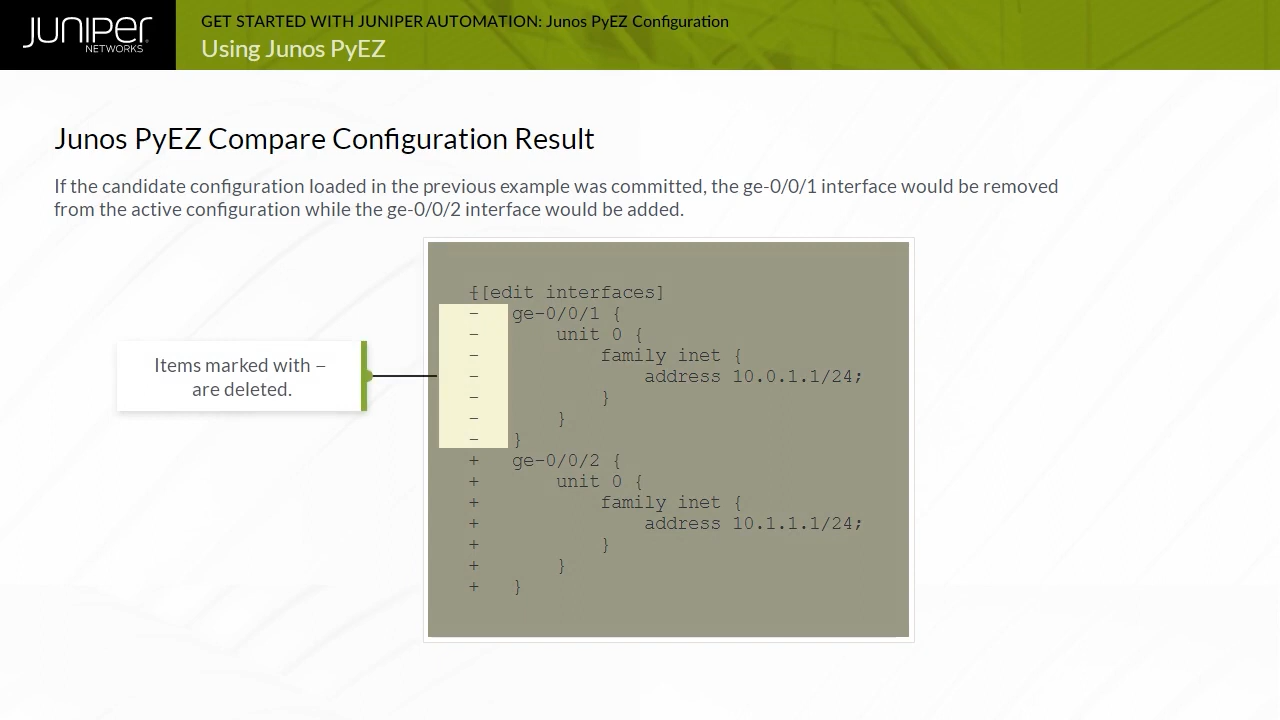 JUNIPER
NETWORKS
GET STARTED WITH JUNIPER AUTOMATION: Junos PyEZ Configuration
Using Junos PyEZ
Junos PyEZ Compare Configuration Result
If the candidate configuration loaded in the previous example was committed, the ge-0/0/1 interface would be removed
from the active configuration while the ge-0/0/2 interface would be added.
{[edit interfaces]
-   ge-0/0/1 {
-       unit 0 {
-           family inet {
-               address 10.0.1.1/24;
-           }
-       }
-   }
+   ge-0/0/2 {
+       unit 0 {
+           family inet {
+               address 10.1.1.1/24;
+           }
+       }
+   }
Items marked with –
are deleted.